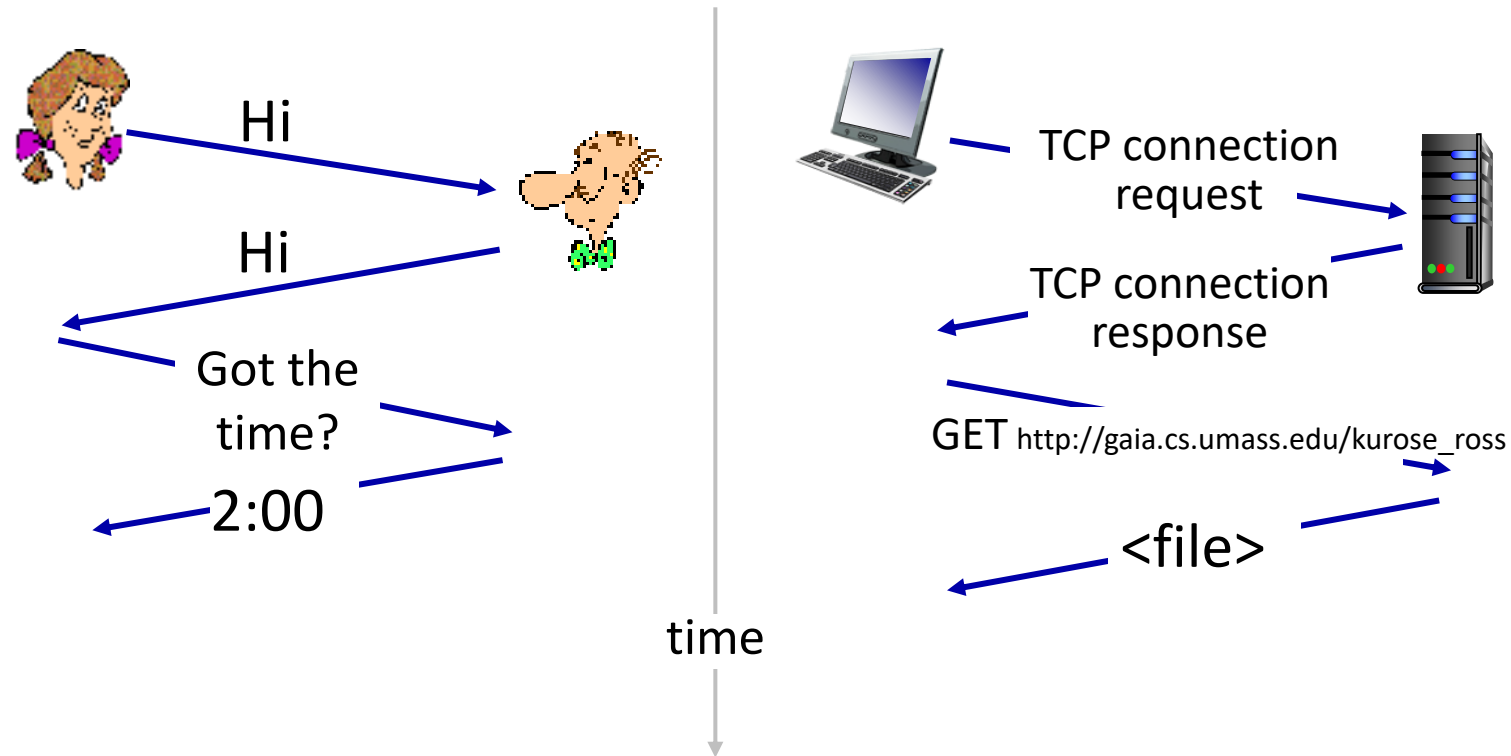 Hi
Hi
Got the
time?
2:00
TCP connection
request
TCP connection
response
GET http://gaia.cs.umass.edu/kurose_ross
<file>
time